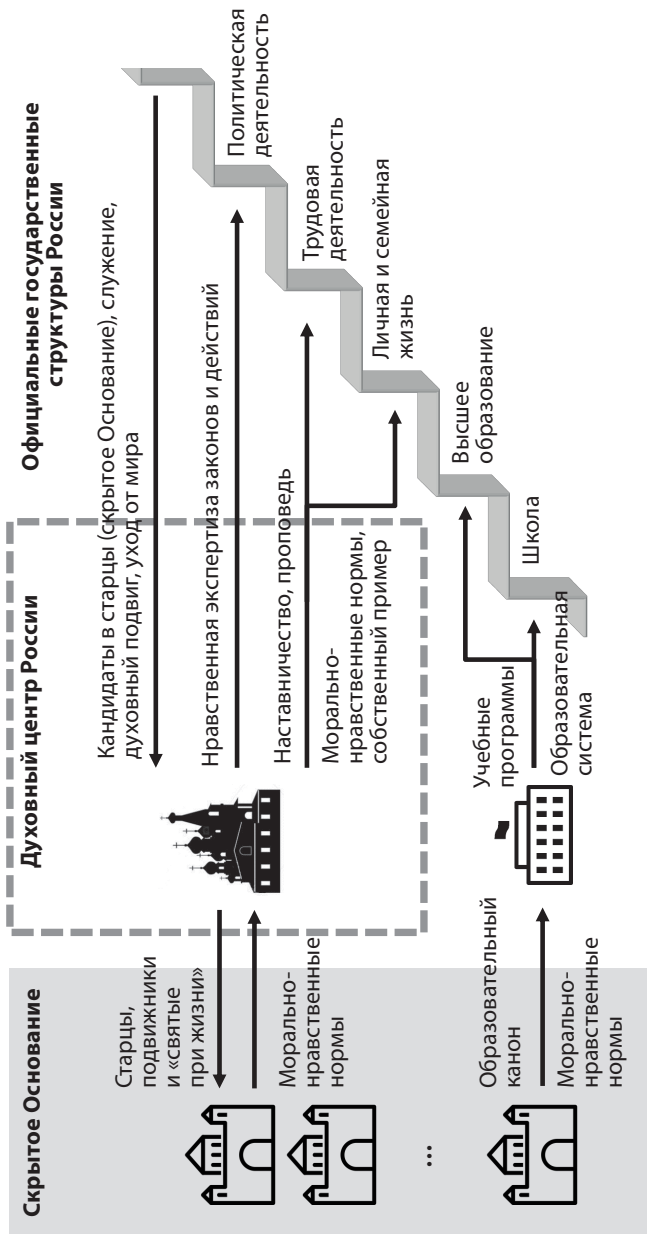 Скрытое Основание
Духовный центр России
Официальные государственные
структуры России
Старцы,
подвижники
и «святые
при жизни»
Морально-
нравственные
нормы
...
Образовательный
канон
Морально-
нравственные
нормы
Кандидаты в старцы (скрытое Основание), служение,
духовный подвиг, уход от мира
Нравственная экспертиза законов и действий
Наставничество, проповедь
Морально-
нравственные нормы,
собственный пример
Учебные
программы
Образовательная
система
Школа
Высшее
образование
Личная и семейная
жизнь
Трудовая
деятельность
Политическая
деятельность